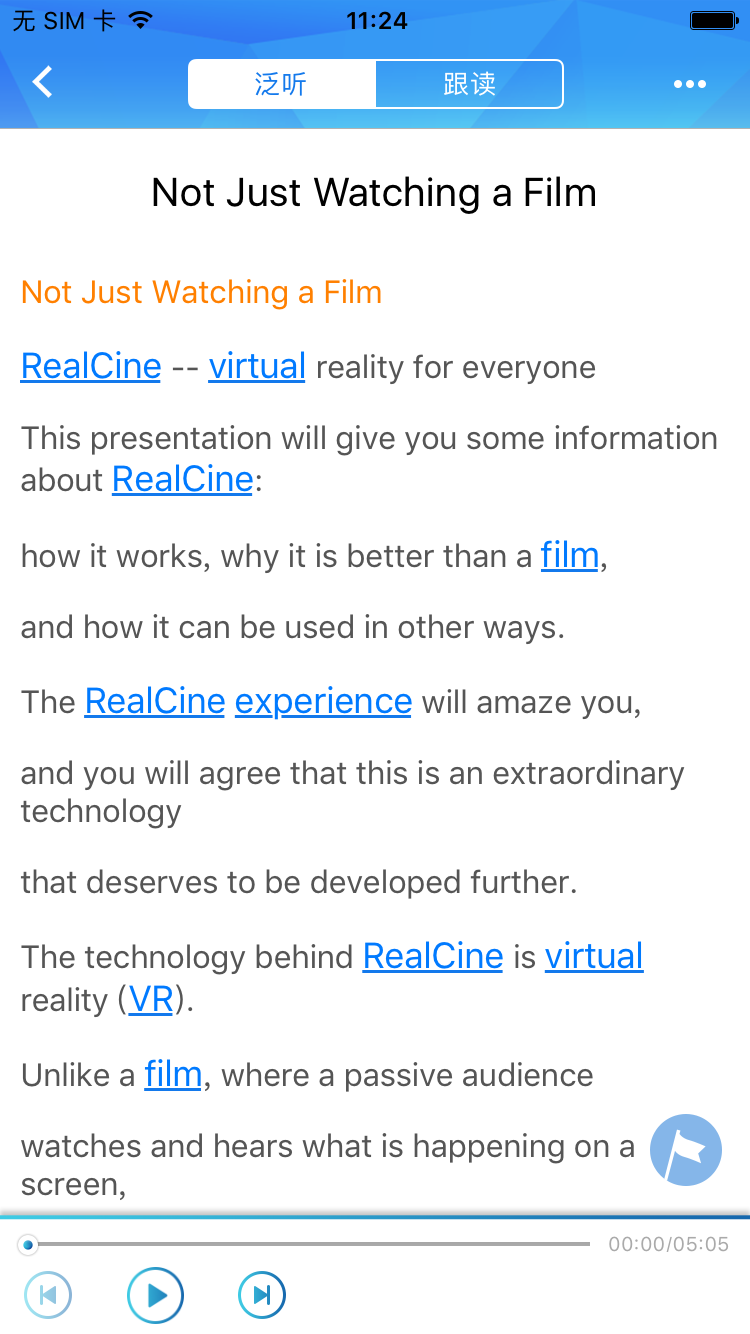 无 SIM 卡
11:24
泛听
跟读
Not Just Watching a Film
Not Just Watching a Film
RealCine -- virtual reality for everyone
This presentation will give you some information
about RealCine:
how it works, why it is better than a film,
and how it can be used in other ways.
The RealCine experience will amaze you,
and you will agree that this is an extraordinary
technology
that deserves to be developed further.
The technology behind RealCine is virtual
reality (VR).
Unlike a film, where a passive audience
watches and hears what is happening on a
screen,
00:00/05:05